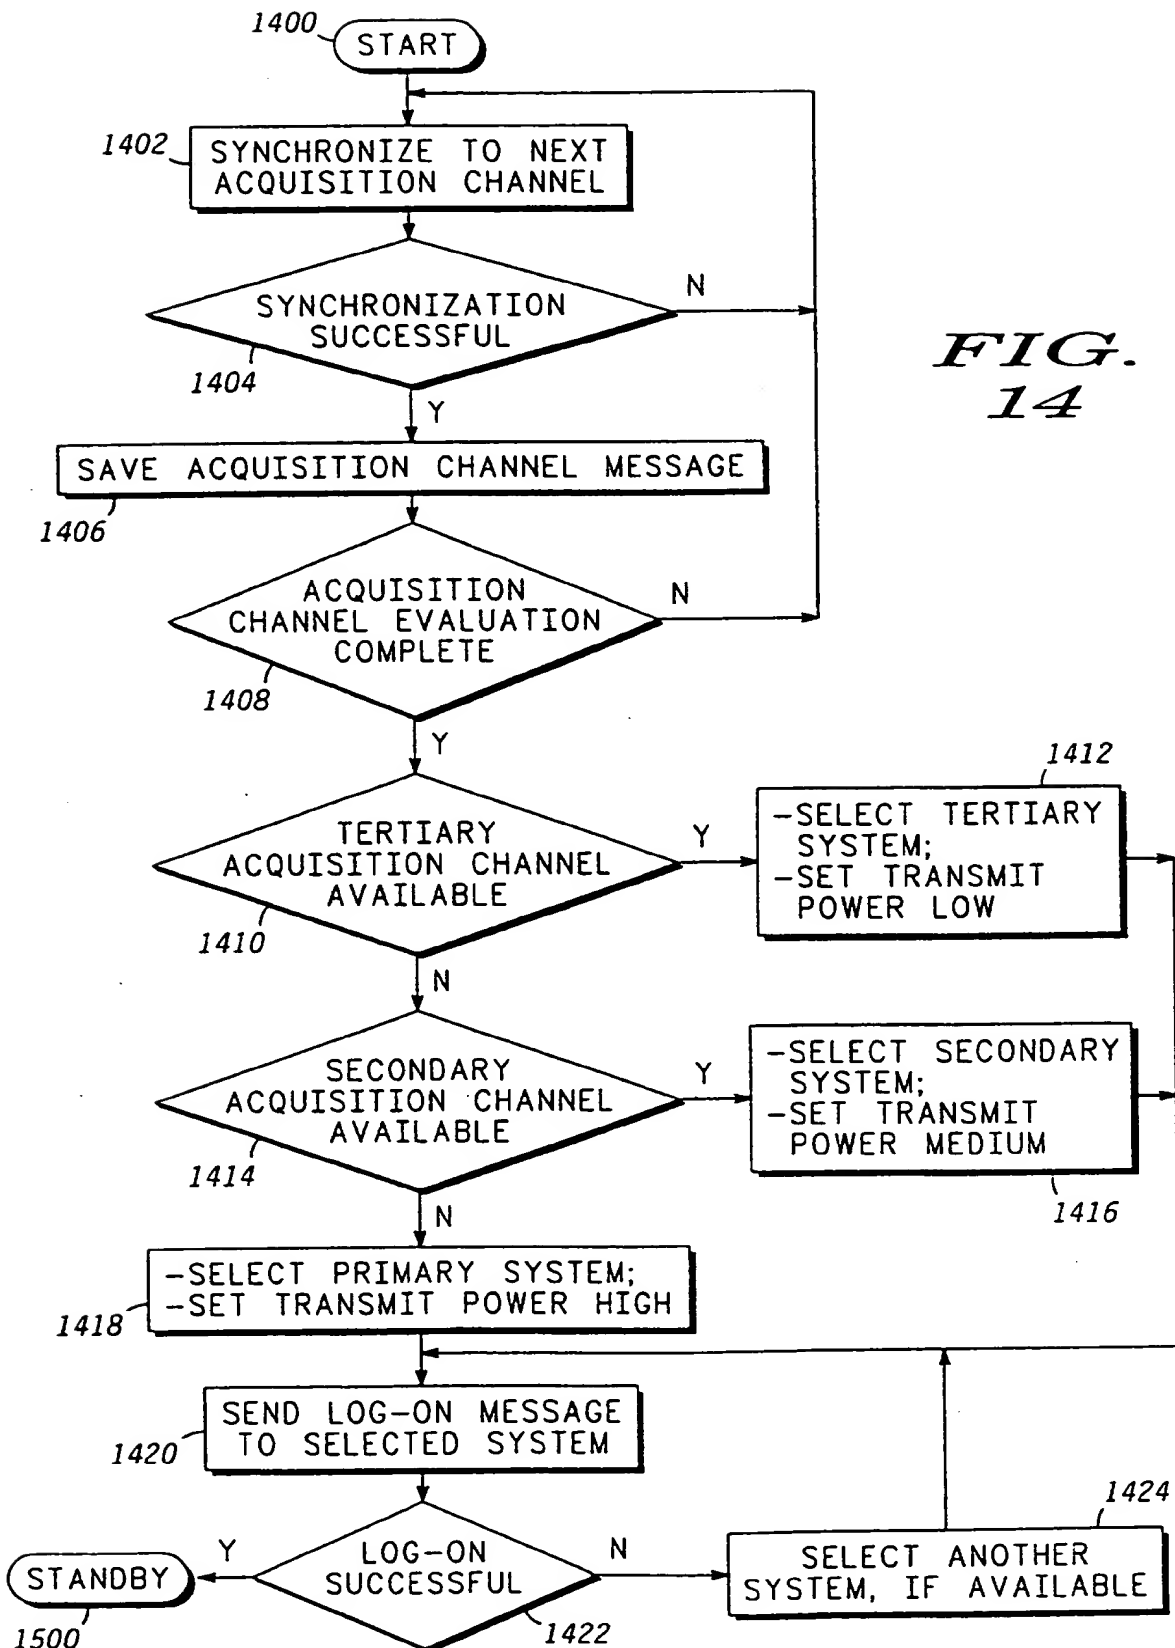 1400
START
1402
SYNCHRONIZE TO NEXT
ACQUISITION CHANNEL
N
SYNCHRONIZATION
SUCCESSFUL
1404
FIG.
14
Y
SAVE ACQUISITION CHANNEL MESSAGE
1406
ACQUISITION
CHANNEL EVALUATION
COMPLETE
N
1408
Y
1412
TERTIARY
ACQUISITION CHANNEL
AVAILABLE
Y
-SELECT TERTIARY
SYSTEM;
-SET TRANSMIT
POWER LOW
1410
N
SECONDARY
ACQUISITION CHANNEL
AVAILABLE
Y
-SELECT SECONDARY
SYSTEM;
-SET TRANSMIT
POWER MEDIUM
1414
1416
N
-SELECT PRIMARY SYSTEM;
-SET TRANSMIT POWER HIGH
1418
SEND LOG-ON MESSAGE
TO SELECTED SYSTEM
1420
1424
Y
LOG-ON
SUCCESSFUL
N
SELECT ANOTHER
SYSTEM, IF AVAILABLE
STANDBY
1500
1422